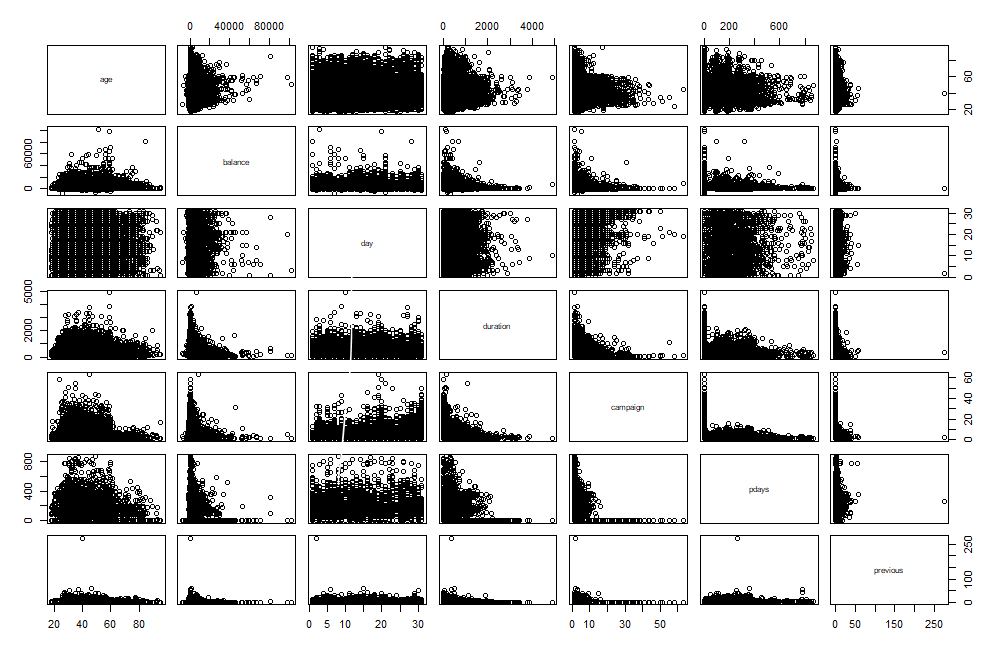 0 40000 80000
0 2000 4000
0 200 600
age
20 60
0 60000
balance
day
0 10 20 30
0 2000 5000
duration
campaign
0 20 40 60
0 400 800
pdays
previous
0 100 250
20 40 60 80
0 5 10 20 30
0 10 30 50
0 50 150 250